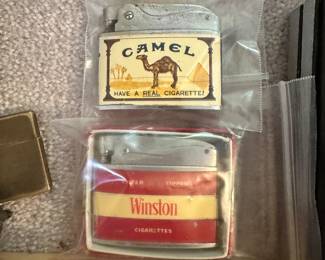 CAMEL
HAVE A REAL CIGARETTE!
Winston
CIGARETTES